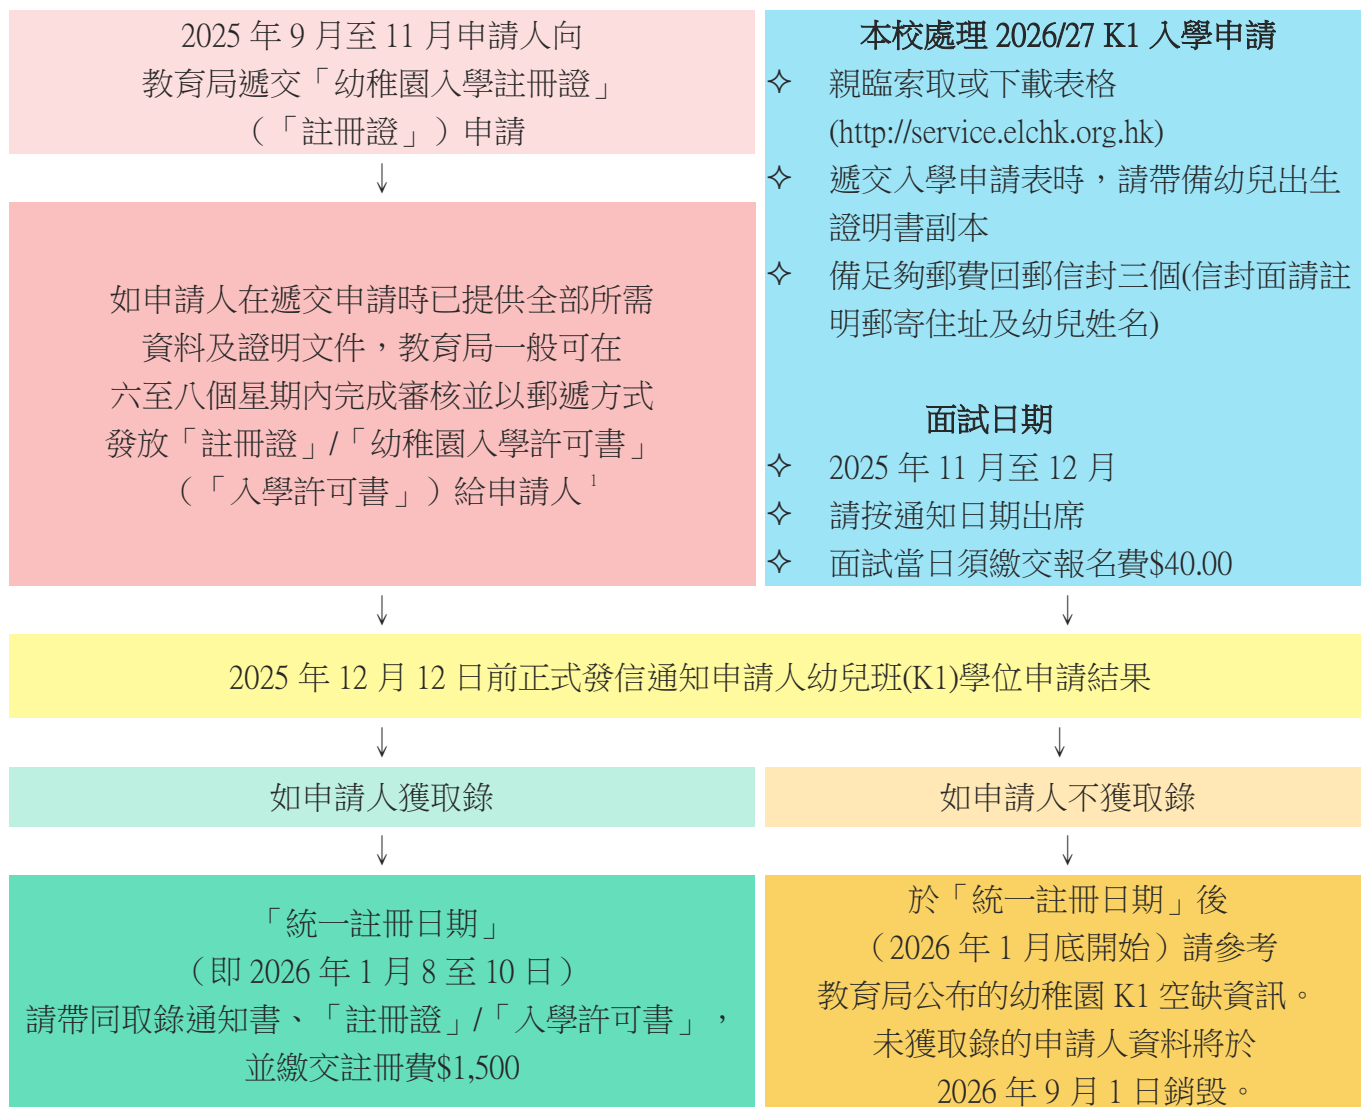 2025 年 9 月至 11 月申請人向
教育局遞交「幼稚園入學註冊證」
（「註冊證」）申請
↓
如申請人在遞交申請時已提供全部所需
資料及證明文件，教育局一般可在
六至八個星期內完成審核並以郵遞方式
發放「註冊證」/「幼稚園入學許可書」
（「入學許可書」）給申請人 1
本校處理 2026/27 K1 入學申請
✧ 親臨索取或下載表格
(http://service.elchk.org.hk)
✧ 遞交入學申請表時，請帶備幼兒出生
證明書副本
✧ 備足夠郵費回郵信封三個(信封面請註
明郵寄住址及幼兒姓名)
面試日期
✧ 2025 年 11 月至 12 月
✧ 請按通知日期出席
✧ 面試當日須繳交報名費$40.00
↓ ↓
2025 年 12 月 12 日前正式發信通知申請人幼兒班(K1)學位申請結果
↓ ↓
如申請人獲取錄
↓
「統一註冊日期」
（即 2026 年 1 月 8 至 10 日）
請帶同取錄通知書、「註冊證」/「入學許可書」，
並繳交註冊費$1,500
如申請人不獲取錄
↓
於「統一註冊日期」後
（2026 年 1 月底開始）請參考
教育局公布的幼稚園 K1 空缺資訊。
未獲取錄的申請人資料將於
2026 年 9 月 1 日銷毀。